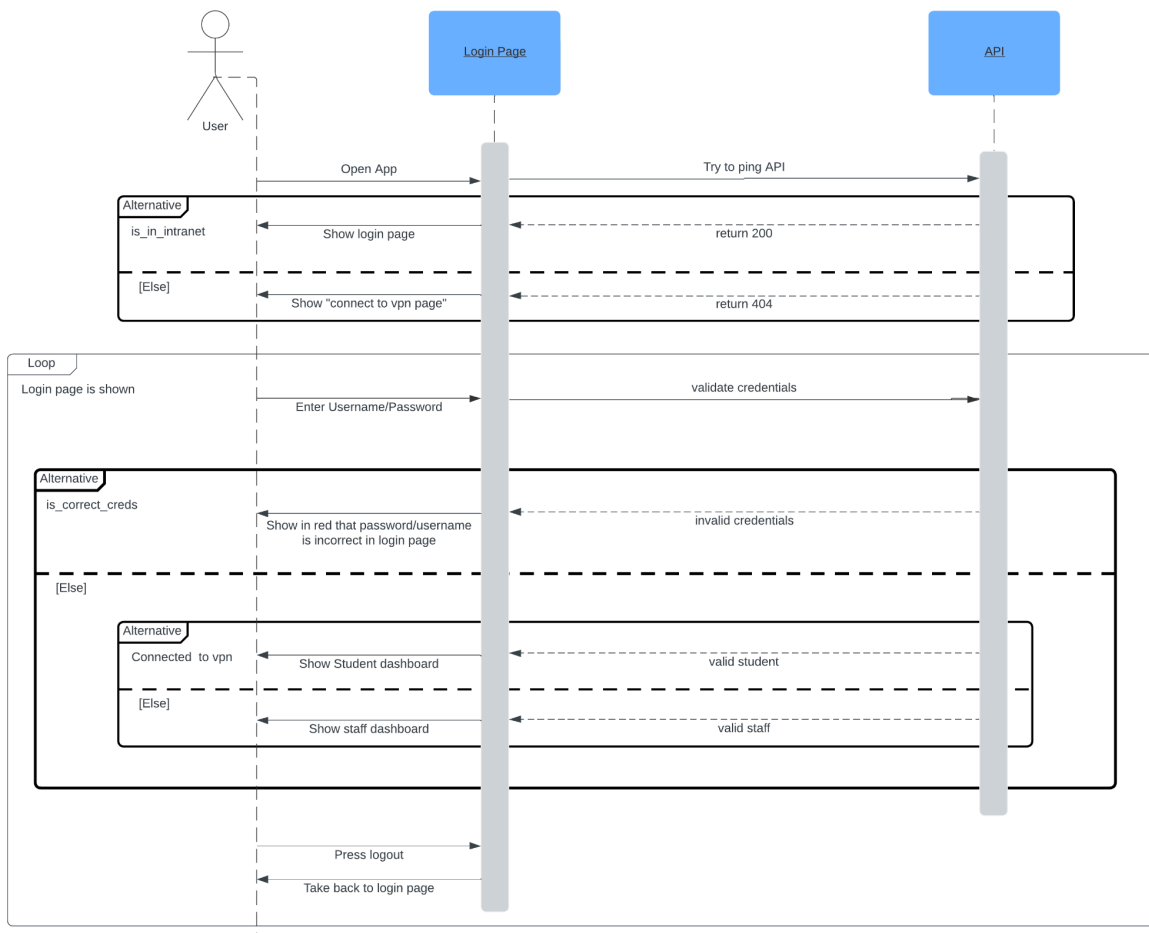 Login Page
API
User
Open App
Try to ping API
Alternative
is_in_intranet
Show login page
return 200
[Else]
Show "connect to vpn page"
return 404
Loop
Login page is shown
validate credentials
Enter Username/Password
Alternative
is_correct_creds
Show in red that password/username
is incorrect in login page
invalid credentials
[Else]
Alternative
Connected  to vpn
Show Student dashboard
valid student
[Else]
Show staff dashboard
valid staff
Press logout
Take back to login page